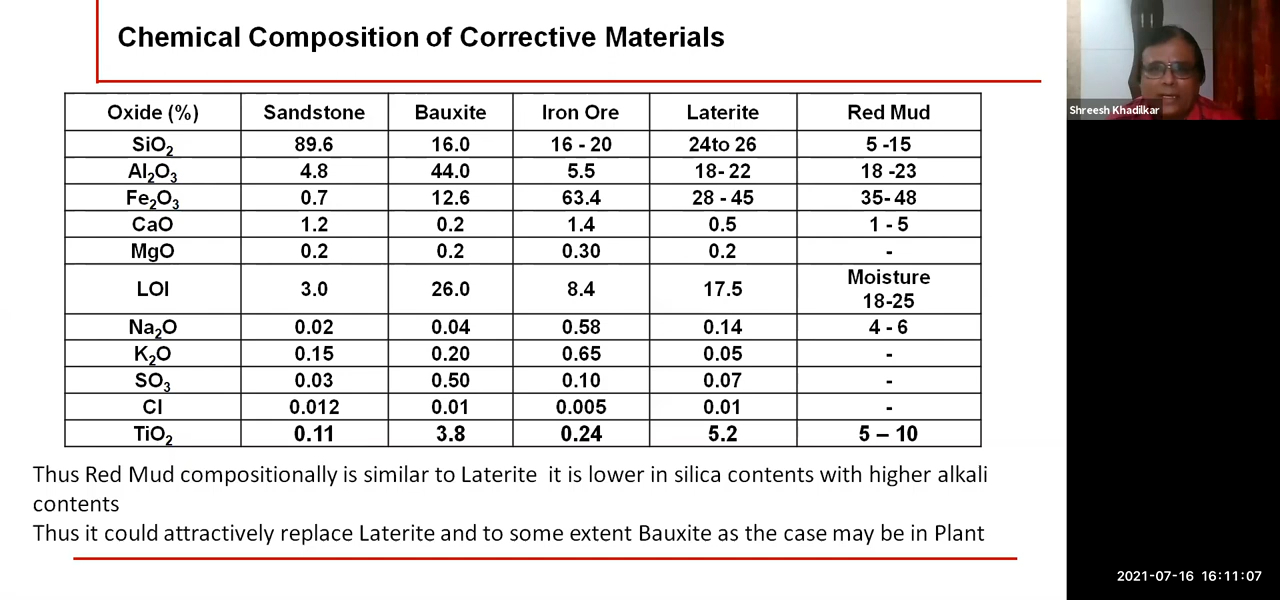 Chemical Composition of Corrective Materials
Shreesh Khadilkar
Oxide (%) Sandstone Bauxite Iron Ore Laterite Red Mud
SiO₂ 89.6 16.0 16 - 20 24to 26 5 -15
Al₂O₃ 4.8 44.0 5.5 18- 22 18 -23
Fe₂O₃ 0.7 12.6 63.4 28 - 45 35- 48
CaO 1.2 0.2 1.4 0.5 1 - 5
MgO 0.2 0.2 0.30 0.2 -
LOI 3.0 26.0 8.4 17.5 Moisture 18-25
Na₂O 0.02 0.04 0.58 0.14 4 - 6
K₂O 0.15 0.20 0.65 0.05 -
SO₃ 0.03 0.50 0.10 0.07 -
Cl 0.012 0.01 0.005 0.01 -
TiO₂ 0.11 3.8 0.24 5.2 5 – 10
Thus Red Mud compositionally is similar to Laterite it is lower in silica contents with higher alkali
contents
Thus it could attractively replace Laterite and to some extent Bauxite as the case may be in Plant
2021-07-16 16:11:07